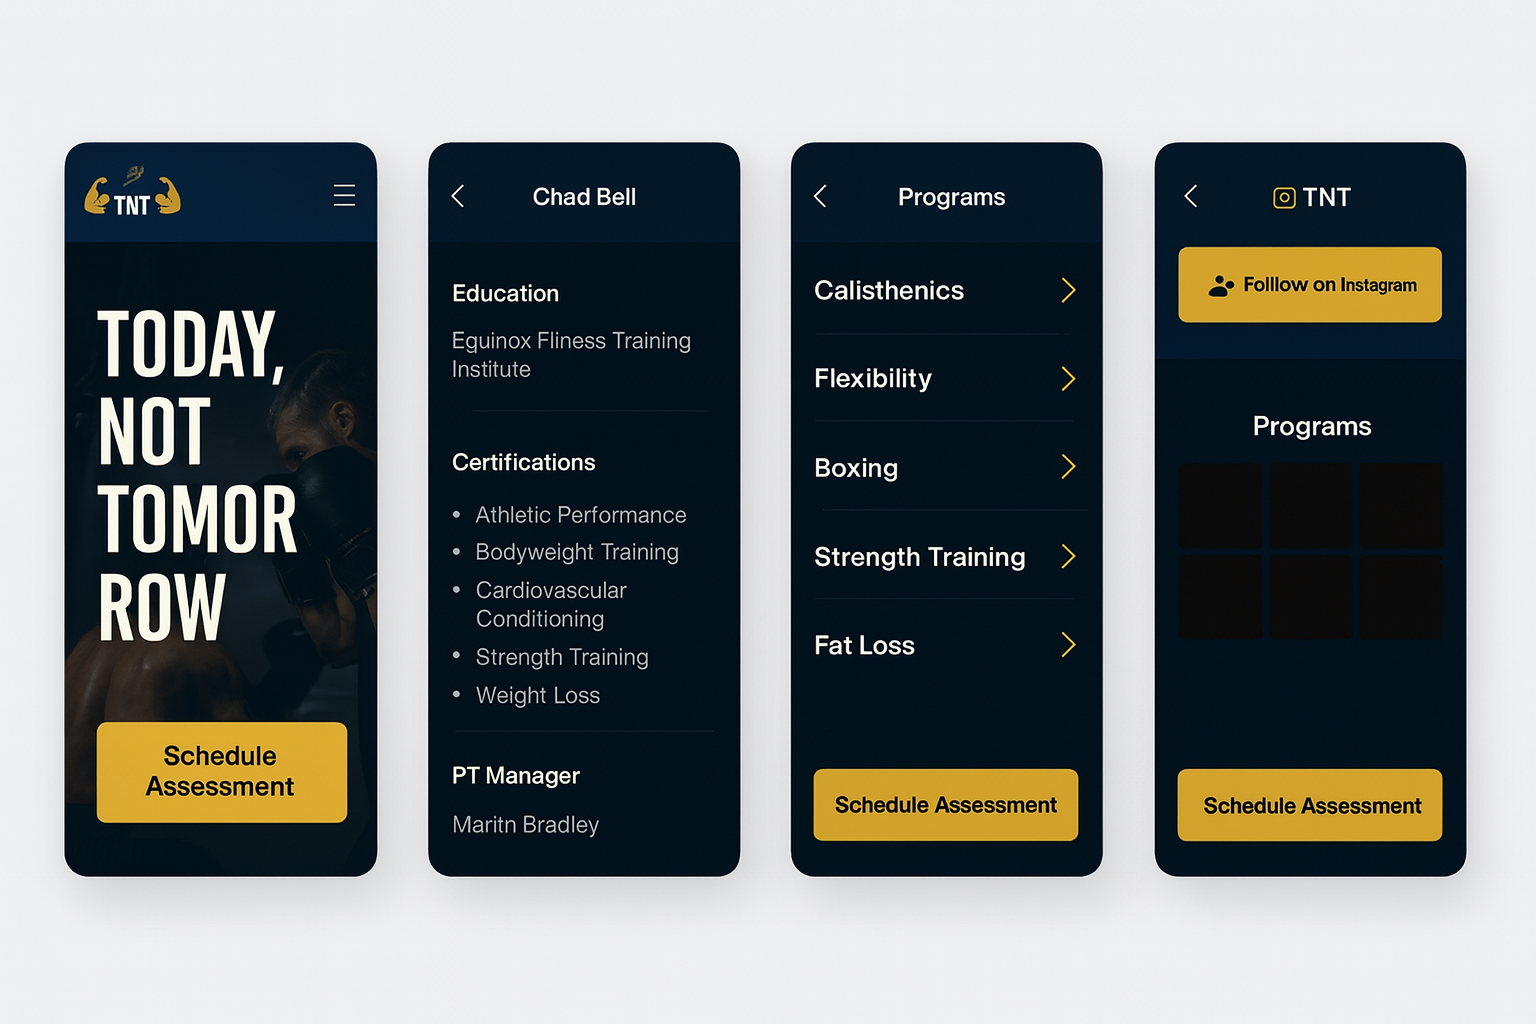 TNT
TODAY,
NOT
TOMOR
ROW
Schedule
Assessment
Chad Bell
Education
Equinox Fliness Training
Institute
Certifications
• Athletic Performance
• Bodyweight Training
• Cardiovascular
Conditioning
• Strength Training
• Weight Loss
PT Manager
Maritn Bradley
Programs
Calisthenics
Flexibility
Boxing
Strength Training
Fat Loss
Schedule Assessment
TNT
Folllow on Instagram
Programs
Schedule Assessment